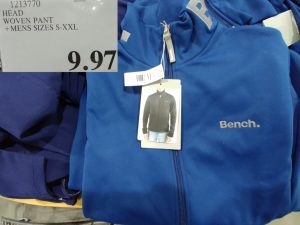 1213770
HEAD
WOVEN PANT
+MENS SIZES S-XXL
9.97
Bench.